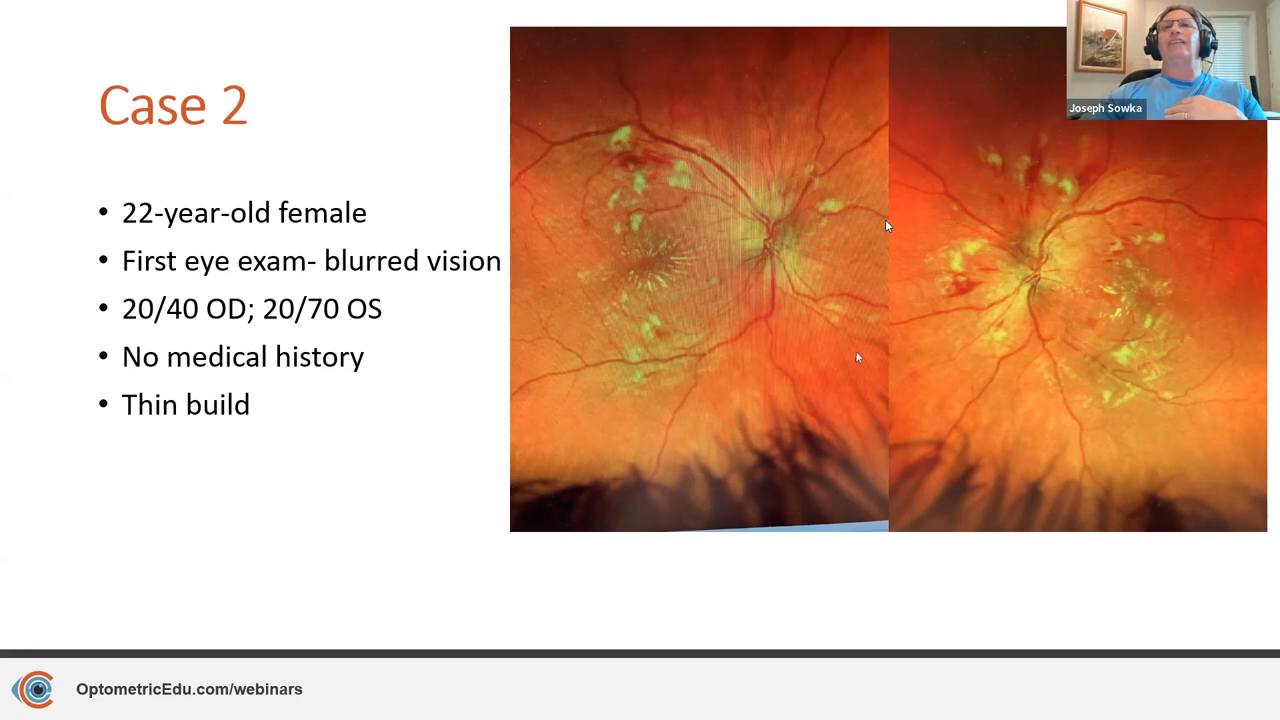 Case 2
• 22-year-old female
• First eye exam- blurred vision
• 20/40 OD; 20/70 OS
• No medical history
• Thin build
Joseph Sowka
OptometricEdu.com/webinars